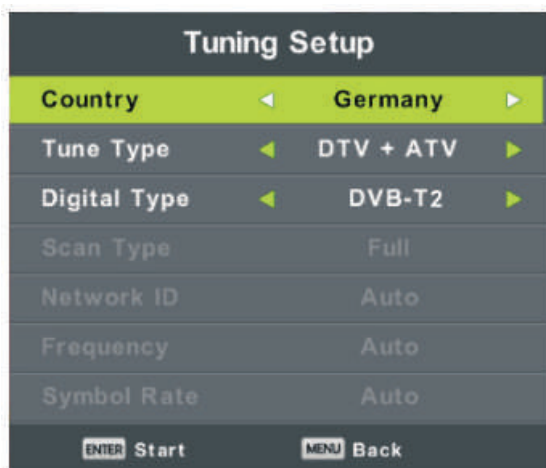 Tuning Setup
Country Germany
Tune Type DTV + ATV
Digital Type DVB-T2
Scan Type Full
Network ID Auto
Frequency Auto
Symbol Rate Auto
ENTER Start MENU Back